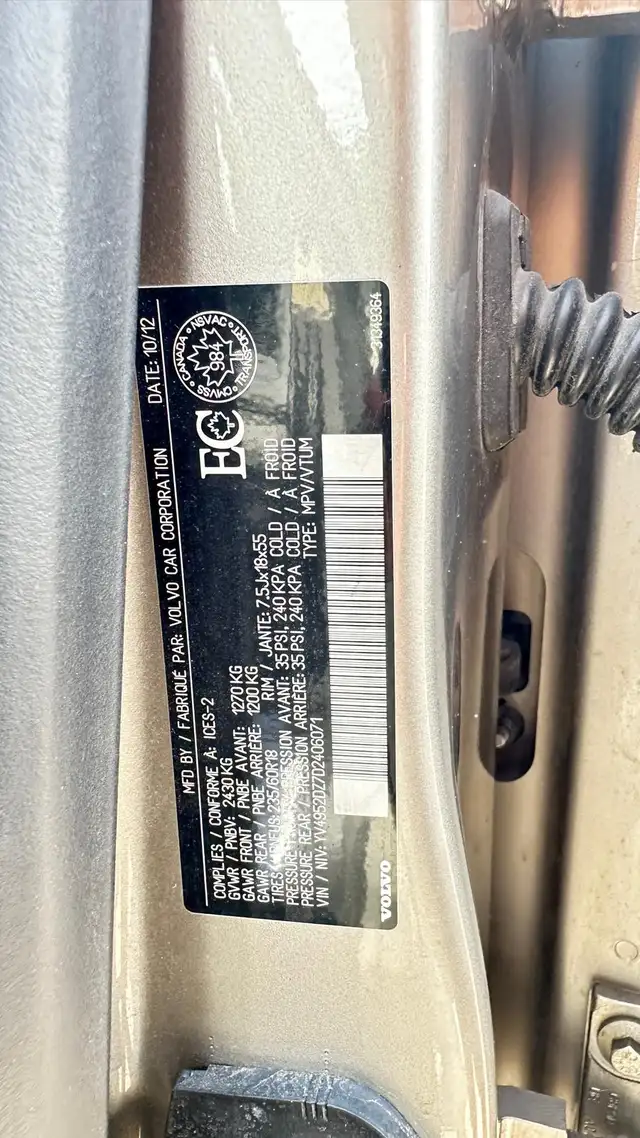 MFD BY / FABRIQUÉ PAR: VOLVO CAR CORPORATION DATE: 10/12
COMPLIES / CONFORME A: ICES-2
GVWR / PNBV: 2430 KG
GAWR FRONT / PNBE AVANT: 1270 KG
GAWR REAR / PNBE ARRIÈRE: 1200 KG
TIRES / PNEUS: 235/60R18 RIM / JANTE: 7.5Jx18x55
PRESSURE PRESSION AVANT: 35 PSI, 240 KPA COLD / À FROID
PRESSURE REAR / PRESSION ARRIÈRE: 35 PSI, 240 KPA COLD / À FROID
VIN / NIV: YV4952DZ7D2406071 TYPE: MPV/VTUM
EC
CANADA • NSVAC • TRANSPORT • CMVSS
984
VOLVO
31349364